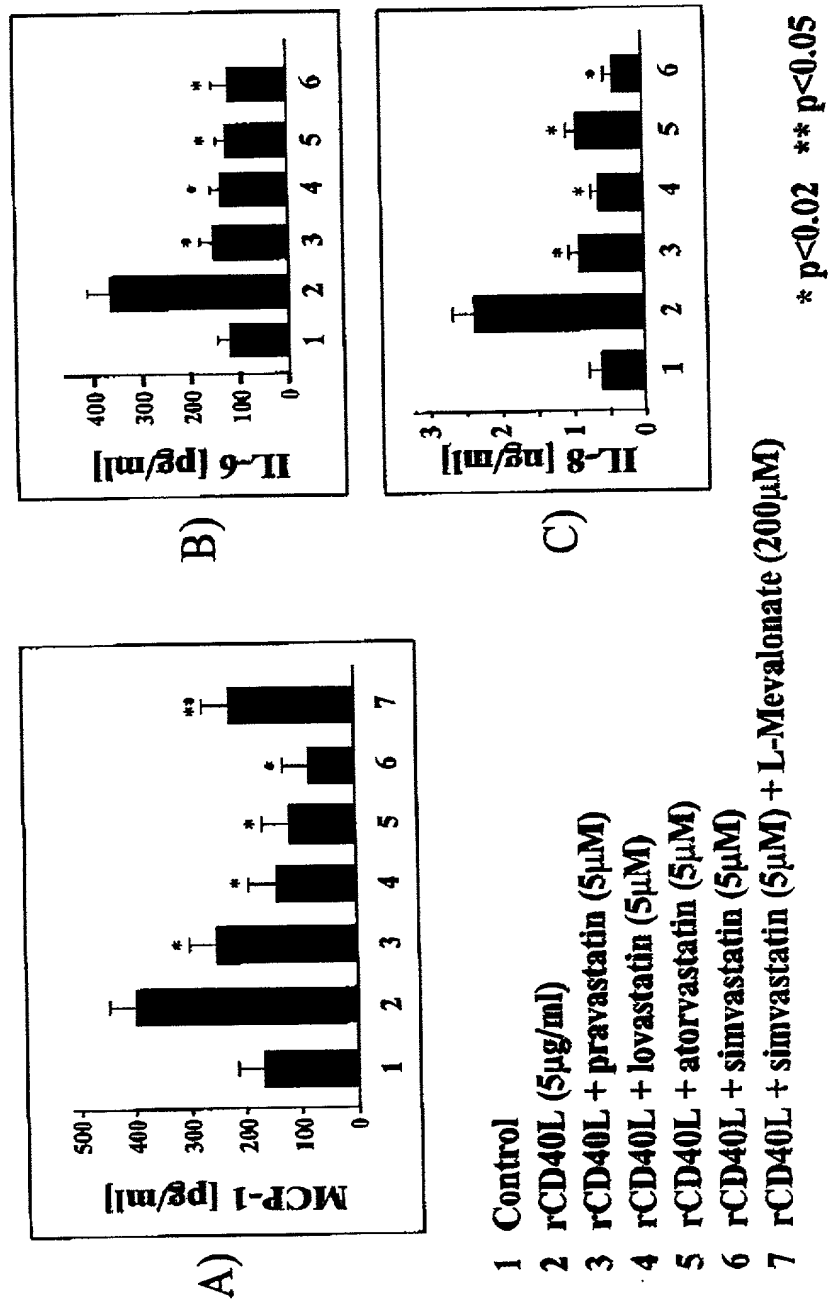 A)
MCP-1 [pg/ml]
500
400
300
200
100
0
* * * * **
1 2 3 4 5 6 7
B)
IL-6 [pg/ml]
400
300
200
100
0
* * * *
1 2 3 4 5 6
C)
IL-8 [ng/ml]
3
2
1
0
* * * *
1 2 3 4 5 6
1 Control
2 rCD40L (5µg/ml)
3 rCD40L + pravastatin (5µM)
4 rCD40L + lovastatin (5µM)
5 rCD40L + atorvastatin (5µM)
6 rCD40L + simvastatin (5µM)
7 rCD40L + simvastatin (5µM) + L-Mevalonate (200µM)
* p<0.02 ** p<0.05